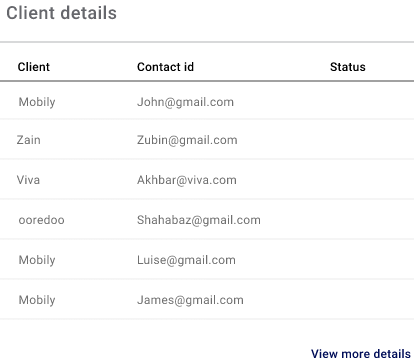 Client details
Client Contact id Status
Mobily John@gmail.com
Zain Zubin@gmail.com
Viva Akhbar@viva.com
ooredoo Shahabaz@gmail.com
Mobily Luise@gmail.com
Mobily James@gmail.com
View more details